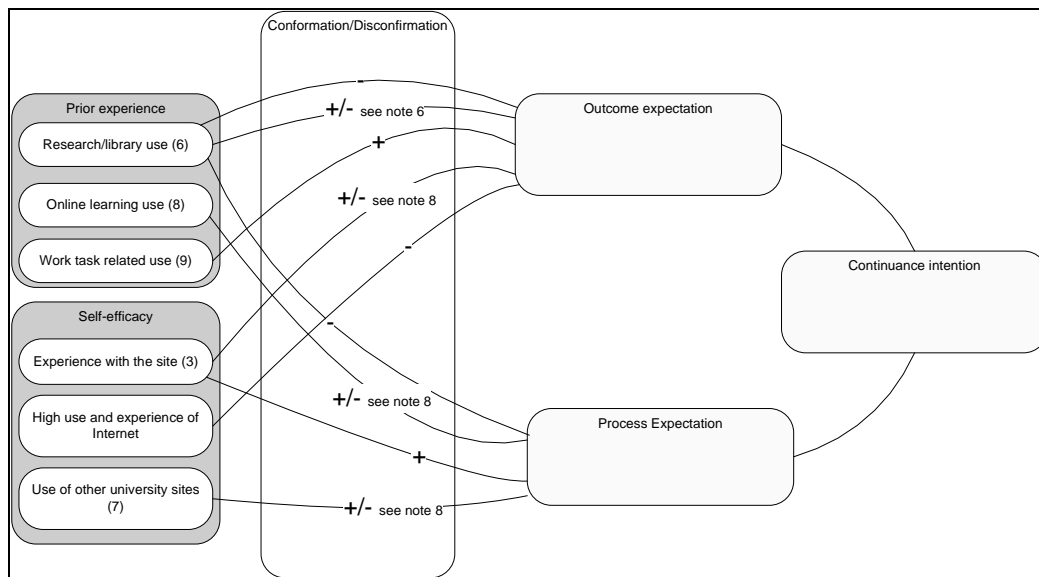 Conformation/Disconfirmation
Prior experience
Research/library use (6)
Online learning use (8)
Work task related use (9)
Self-efficacy
Experience with the site (3)
High use and experience of
Internet
Use of other university sites
(7)
-
+/- see note 6
+
+/- see note 8
-
-
+/- see note 8
+
+/- see note 8
Outcome expectation
Process Expectation
Continuance intention